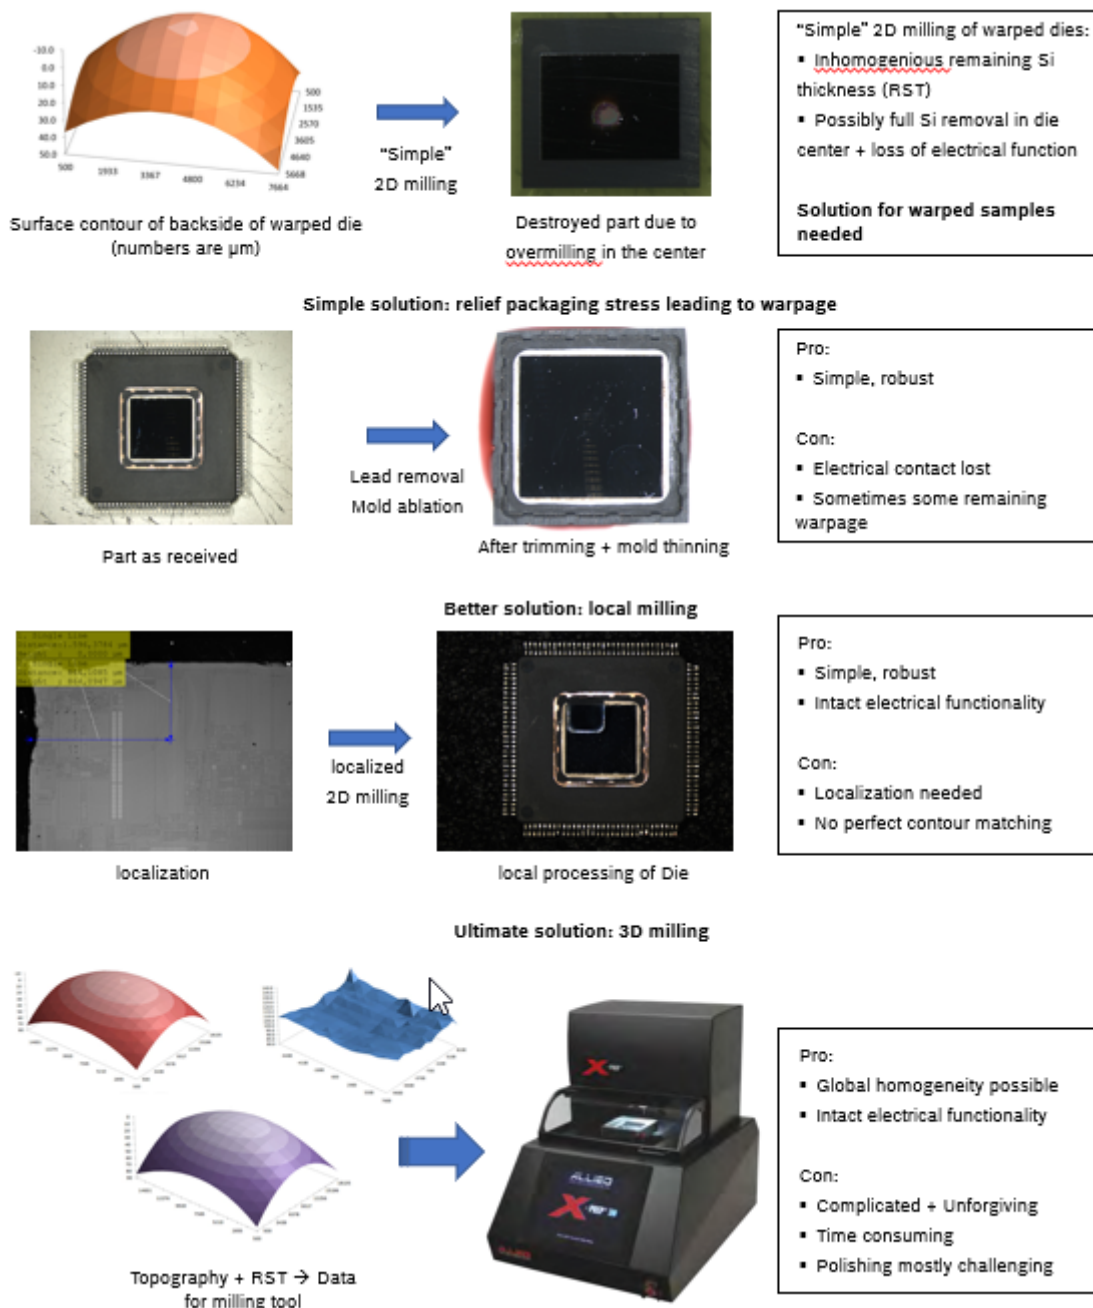 -10.0
0.0
10.0
20.0
30.0
40.0
50.0
500
1933
3367
4800
6234
7664
500
1535
2570
3605
4640
5668
Surface contour of backside of warped die
(numbers are µm)
“Simple”
2D milling
Destroyed part due to
overmilling in the center
“Simple” 2D milling of warped dies:
▪ Inhomogenious remaining Si
thickness (RST)
▪ Possibly full Si removal in die
center + loss of electrical function
Solution for warped samples
needed
Simple solution: relief packaging stress leading to warpage
Part as received
Lead removal
Mold ablation
After trimming + mold thinning
Pro:
▪ Simple, robust
Con:
▪ Electrical contact lost
▪ Sometimes some remaining
warpage
Better solution: local milling
localization
localized
2D milling
local processing of Die
Pro:
▪ Simple, robust
▪ Intact electrical functionality
Con:
▪ Localization needed
▪ No perfect contour matching
Ultimate solution: 3D milling
Topography + RST → Data
for milling tool
ALLIED
X
Pro:
▪ Global homogeneity possible
▪ Intact electrical functionality
Con:
▪ Complicated + Unforgiving
▪ Time consuming
▪ Polishing mostly challenging